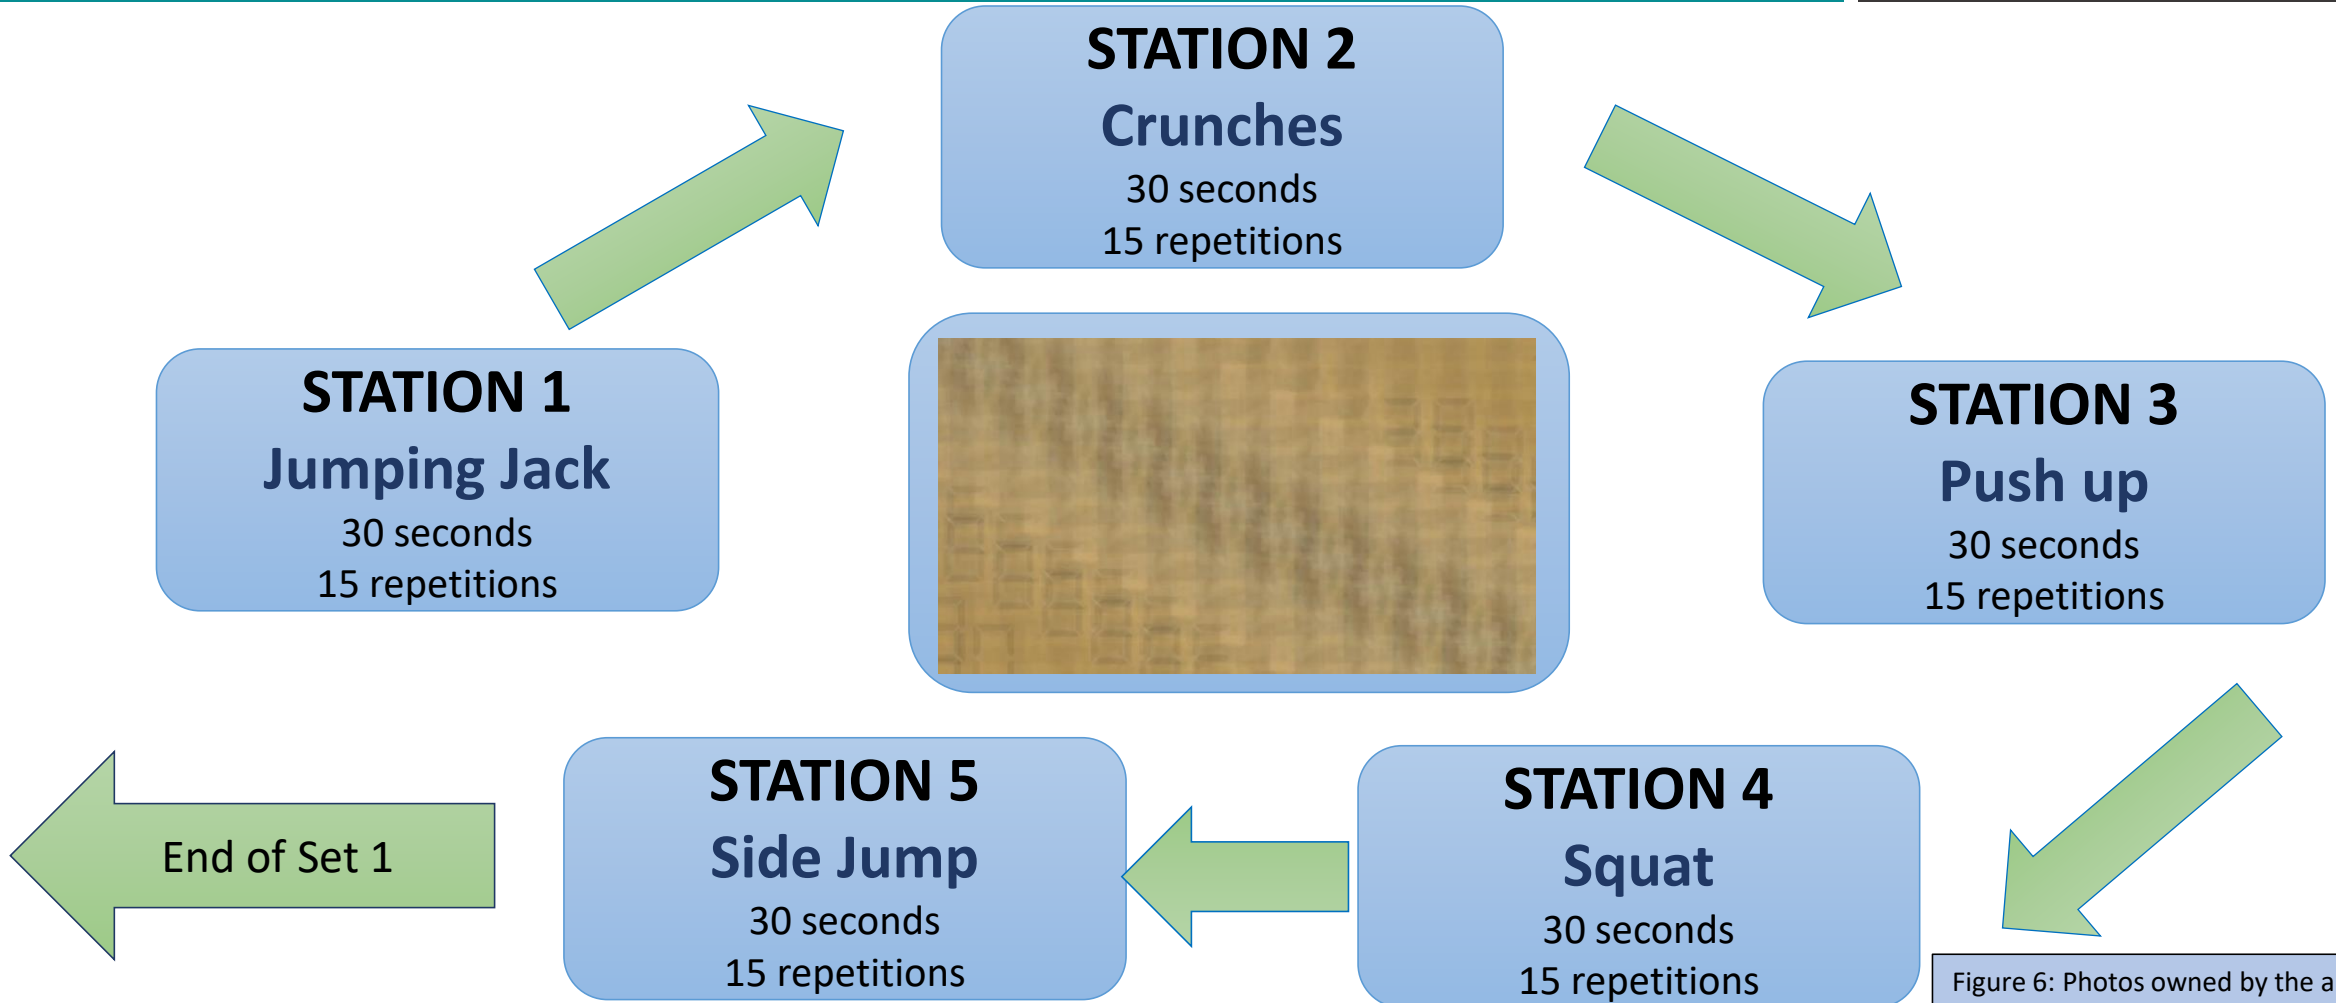 STATION 1
Jumping Jack
30 seconds
15 repetitions
STATION 2
Crunches
30 seconds
15 repetitions
STATION 3
Push up
30 seconds
15 repetitions
STATION 4
Squat
30 seconds
15 repetitions
STATION 5
Side Jump
30 seconds
15 repetitions
End of Set 1
Figure 6: Photos owned by the a